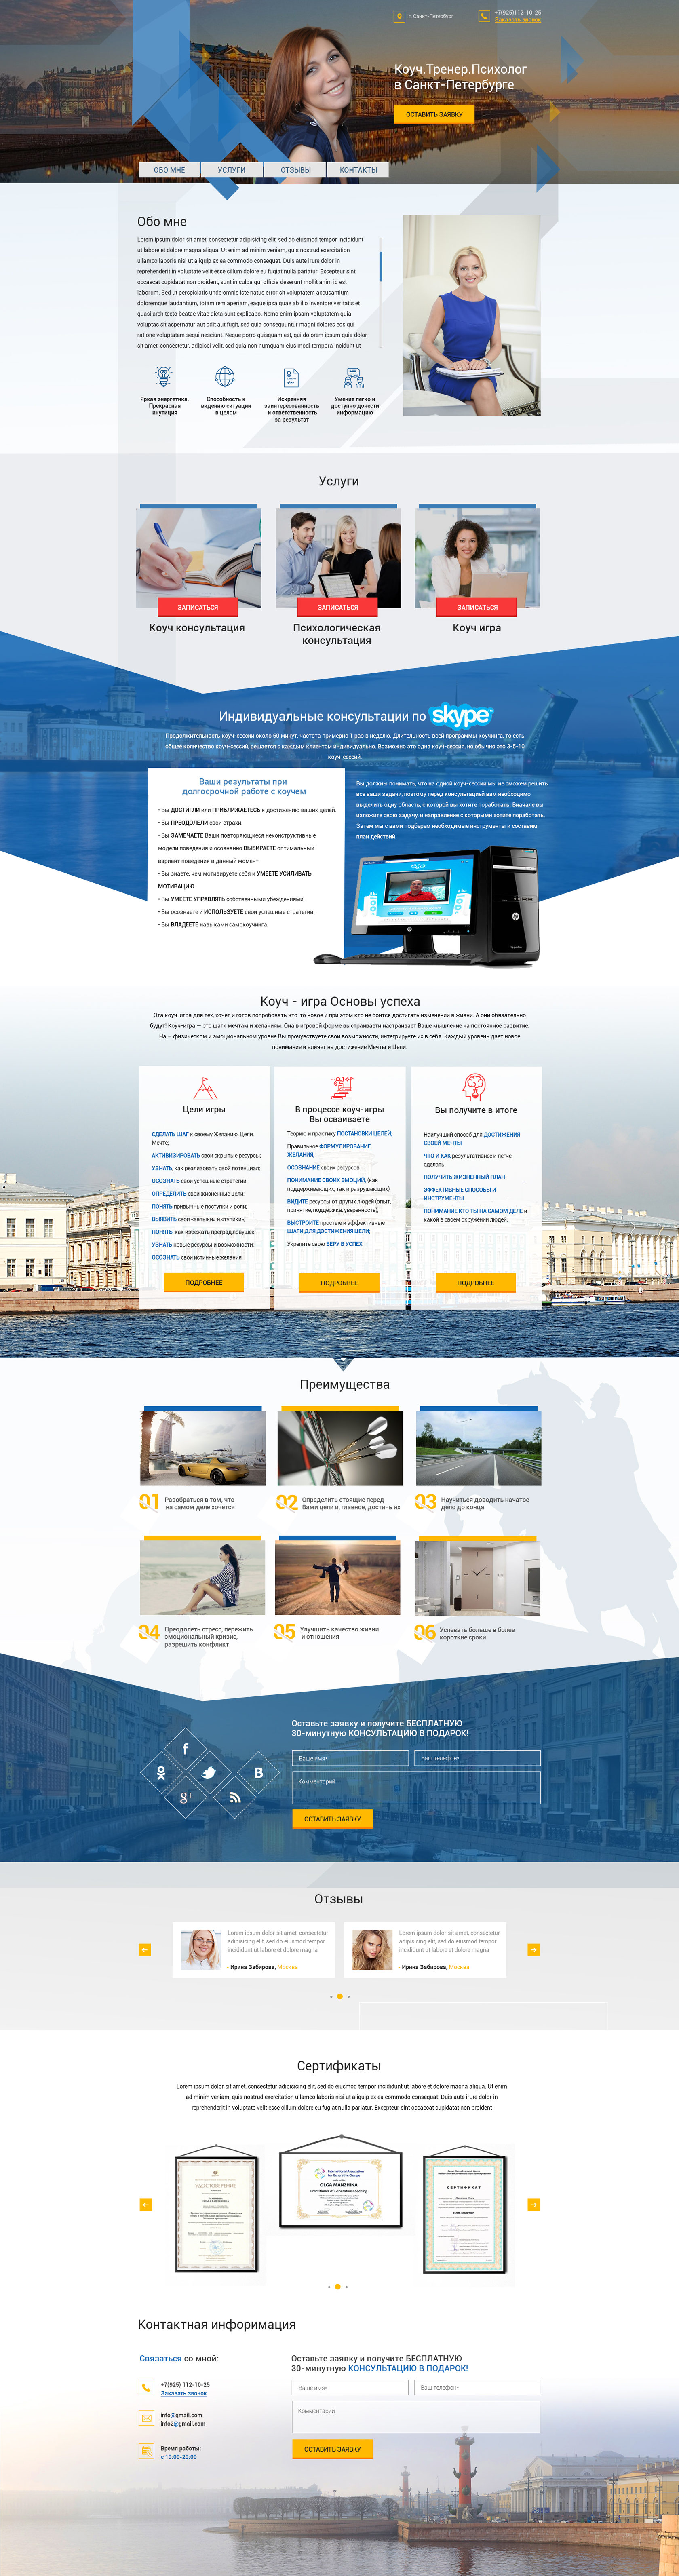 г. Санкт-Петербург
+7(925)112-10-25
Заказать звонок
Коуч.Тренер.Психолог
в Санкт-Петербурге
ОСТАВИТЬ ЗАЯВКУ
ОБО МНЕ
УСЛУГИ
ОТЗЫВЫ
КОНТАКТЫ
Обо мне
Lorem ipsum dolor sit amet, consectetur adipisicing elit, sed do eiusmod tempor incididunt
ut labore et dolore magna aliqua. Ut enim ad minim veniam, quis nostrud exercitation
ullamco laboris nisi ut aliquip ex ea commodo consequat. Duis aute irure dolor in
reprehenderit in voluptate velit esse cillum dolore eu fugiat nulla pariatur. Excepteur sint
occaecat cupidatat non proident, sunt in culpa qui officia deserunt mollit anim id est
laborum. Sed ut perspiciatis unde omnis iste natus error sit voluptatem accusantium
doloremque laudantium, totam rem aperiam, eaque ipsa quae ab illo inventore veritatis et
quasi architecto beatae vitae dicta sunt explicabo. Nemo enim ipsam voluptatem quia
voluptas sit aspernatur aut odit aut fugit, sed quia consequuntur magni dolores eos qui
ratione voluptatem sequi nesciunt. Neque porro quisquam est, qui dolorem ipsum quia dolor
sit amet, consectetur, adipisci velit, sed quia non numquam eius modi tempora incidunt ut
Яркая энергетика.
Прекрасная
инутиция
Способность к
видению ситуации
в целом
Искренняя
заинтересованность
и ответственность
за результат
Умение легко и
доступно донести
информацию
Услуги
ЗАПИСАТЬСЯ
ЗАПИСАТЬСЯ
ЗАПИСАТЬСЯ
Коуч консультация
Психологическая
консультация
Коуч игра
Индивидуальные консультации по skype
Продолжительность коуч-сессии около 60 минут, частота примерно 1 раз в неделю. Длительность всей программы коучинга, то есть
общее количество коуч-сессий, решается с каждым клиентом индивидуально. Возможно это одна коуч-сессия, но обычно это 3-5-10
коуч-сессий.
Ваши результаты при
долгосрочной работе с коучем
• Вы ДОСТИГЛИ или ПРИБЛИЖАЕТЕСЬ к достижению ваших целей.
• Вы ПРЕОДОЛЕЛИ свои страхи.
• Вы ЗАМЕЧАЕТЕ Ваши повторяющиеся неконструктивные
модели поведения и осознанно ВЫБИРАЕТЕ оптимальный
вариант поведения в данный момент.
• Вы знаете, чем мотивируете себя и УМЕЕТЕ УСИЛИВАТЬ
МОТИВАЦИЮ.
• Вы УМЕЕТЕ УПРАВЛЯТЬ собственными убеждениями.
• Вы осознаете и ИСПОЛЬЗУЕТЕ свои успешные стратегии.
• Вы ВЛАДЕЕТЕ навыками самокоучинга.
Вы должны понимать, что на одной коуч-сессии мы не сможем решить
все ваши задачи, поэтому перед консультацией вам необходимо
выделить одну область, с которой вы хотите поработать. Вначале вы
изложите свою задачу, и направление с которыми хотите поработать.
Затем мы с вами подберем необходимые инструменты и составим
план действий.
Коуч - игра Основы успеха
Эта коуч-игра для тех, хочет и готов попробовать что-то новое и при этом кто не боится достигать изменений в жизни. А они обязательно
будут! Коуч-игра — это шаг к мечтам и желаниям. Она в игровой форме выстраивает и настраивает Ваше мышление на постоянное развитие.
На – физическом и эмоциональном уровне Вы прочувствуете свои возможности, интегрируете их в себя. Каждый уровень дает новое
понимание и влияет на достижение Мечты и Цели.
Цели игры
СДЕЛАТЬ ШАГ к своему Желанию, Цели,
Мечте;
АКТИВИЗИРОВАТЬ свои скрытые ресурсы;
УЗНАТЬ, как реализовать свой потенциал;
ОСОЗНАТЬ свои успешные стратегии
ОПРЕДЕЛИТЬ свои жизненные цели;
ПОНЯТЬ привычные поступки и роли;
ВЫЯВИТЬ свои «затыки» и «тупики»;
ПОНЯТЬ, как избежать преград,ловушек;
УЗНАТЬ новые ресурсы и возможности;
ОСОЗНАТЬ свои истинные желания.
ПОДРОБНЕЕ
В процессе коуч-игры
Вы осваиваете
Теорию и практику ПОСТАНОВКИ ЦЕЛЕЙ;
Правильное ФОРМУЛИРОВАНИЕ
ЖЕЛАНИЯ;
ОСОЗНАНИЕ своих ресурсов
ПОНИМАНИЕ СВОИХ ЭМОЦИЙ, (как
поддерживающих, так и разрушающих);
ВИДИТЕ ресурсы от других людей (опыт,
принятие, поддержка, уверенность);
ВЫСТРОИТЕ простые и эффективные
ШАГИ ДЛЯ ДОСТИЖЕНИЯ ЦЕЛИ;
Укрепите свою ВЕРУ В УСПЕХ
ПОДРОБНЕЕ
Вы получите в итоге
Наилучший способ для ДОСТИЖЕНИЯ
СВОЕЙ МЕЧТЫ
ЧТО И КАК результативнее и легче
сделать
ПОЛУЧИТЬ ЖИЗНЕННЫЙ ПЛАН
ЭФФЕКТИВНЫЕ СПОСОБЫ И
ИНСТРУМЕНТЫ
ПОНИМАНИЕ КТО ТЫ НА САМОМ ДЕЛЕ и
какой в своем окружении людей.
ПОДРОБНЕЕ
Преимущества
01 Разобраться в том, что
на самом деле хочется
02 Определить стоящие перед
Вами цели и, главное, достичь их
03 Научиться доводить начатое
дело до конца
04 Преодолеть стресс, пережить
эмоциональный кризис,
разрешить конфликт
05 Улучшить качество жизни
и отношения
06 Успевать больше в более
короткие сроки
Оставьте заявку и получите БЕСПЛАТНУЮ
30-минутную КОНСУЛЬТАЦИЮ В ПОДАРОК!
Ваше имя*
Ваш телефон*
Комментарий
ОСТАВИТЬ ЗАЯВКУ
Отзывы
Lorem ipsum dolor sit amet, consectetur
adipisicing elit, sed do eiusmod tempor
incididunt ut labore et dolore magna
- Ирина Забирова, Москва
Lorem ipsum dolor sit amet, consectetur
adipisicing elit, sed do eiusmod tempor
incididunt ut labore et dolore magna
- Ирина Забирова, Москва
Сертификаты
Lorem ipsum dolor sit amet, consectetur adipisicing elit, sed do eiusmod tempor incididunt ut labore et dolore magna aliqua. Ut enim
ad minim veniam, quis nostrud exercitation ullamco laboris nisi ut aliquip ex ea commodo consequat. Duis aute irure dolor in
reprehenderit in voluptate velit esse cillum dolore eu fugiat nulla pariatur. Excepteur sint occaecat cupidatat non proident
УДОСТОВЕРЕНИЕ
International Association
for Generative Change
OLGA MANZHINA
Practitioner of Generative Coaching
СЕРТИФИКАТ
Контактная инфоримация
Связаться со мной:
+7(925) 112-10-25
Заказать звонок
info@gmail.com
info2@gmail.com
Время работы:
с 10:00-20:00
Оставьте заявку и получите БЕСПЛАТНУЮ
30-минутную КОНСУЛЬТАЦИЮ В ПОДАРОК!
Ваше имя*
Ваш телефон*
Комментарий
ОСТАВИТЬ ЗАЯВКУ